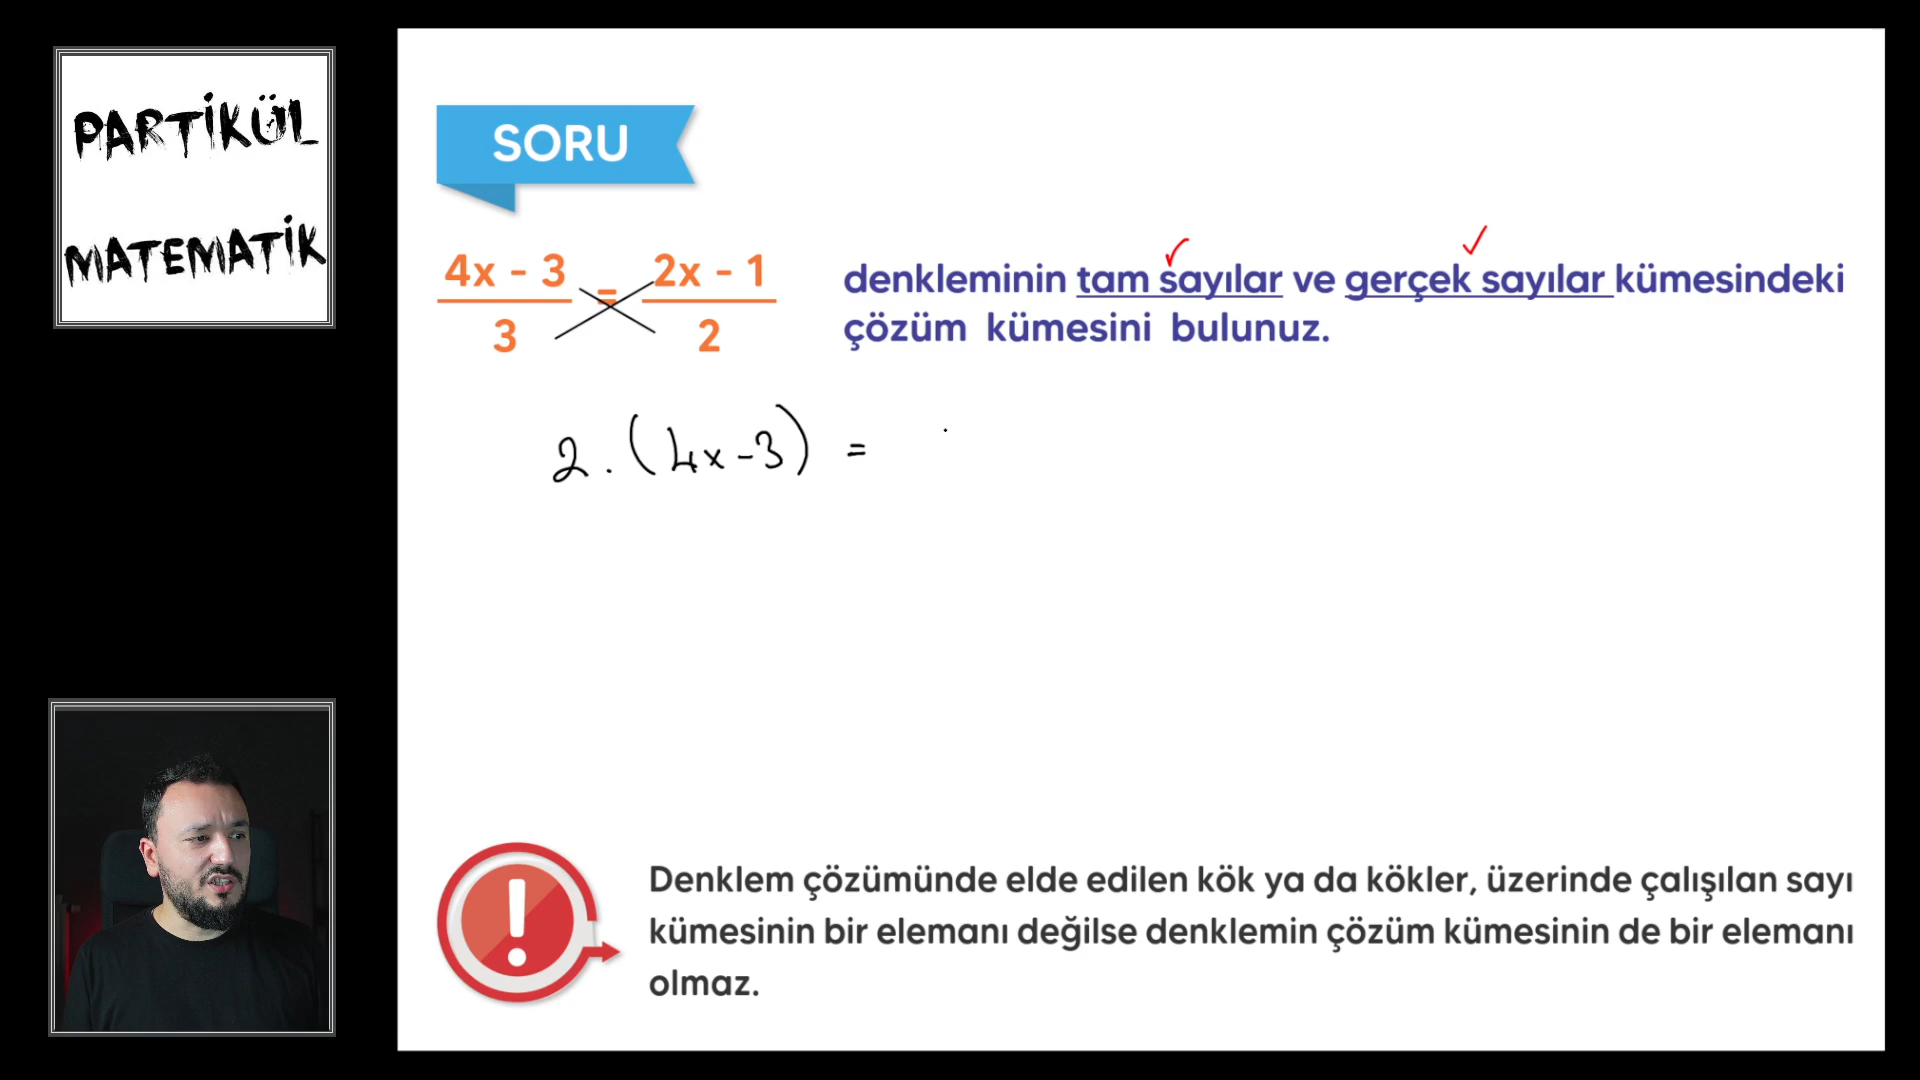 PARTİKÜL
MATEMATİK
SORU
4x - 3 / 3 = 2x - 1 / 2
denkleminin tam sayılar ve gerçek sayılar kümesindeki
çözüm kümesini bulunuz.
2 . (4x - 3) =
Denklem çözümünde elde edilen kök ya da kökler, üzerinde çalışılan sayı
kümesinin bir elemanı değilse denklemin çözüm kümesinin de bir elemanı
olmaz.